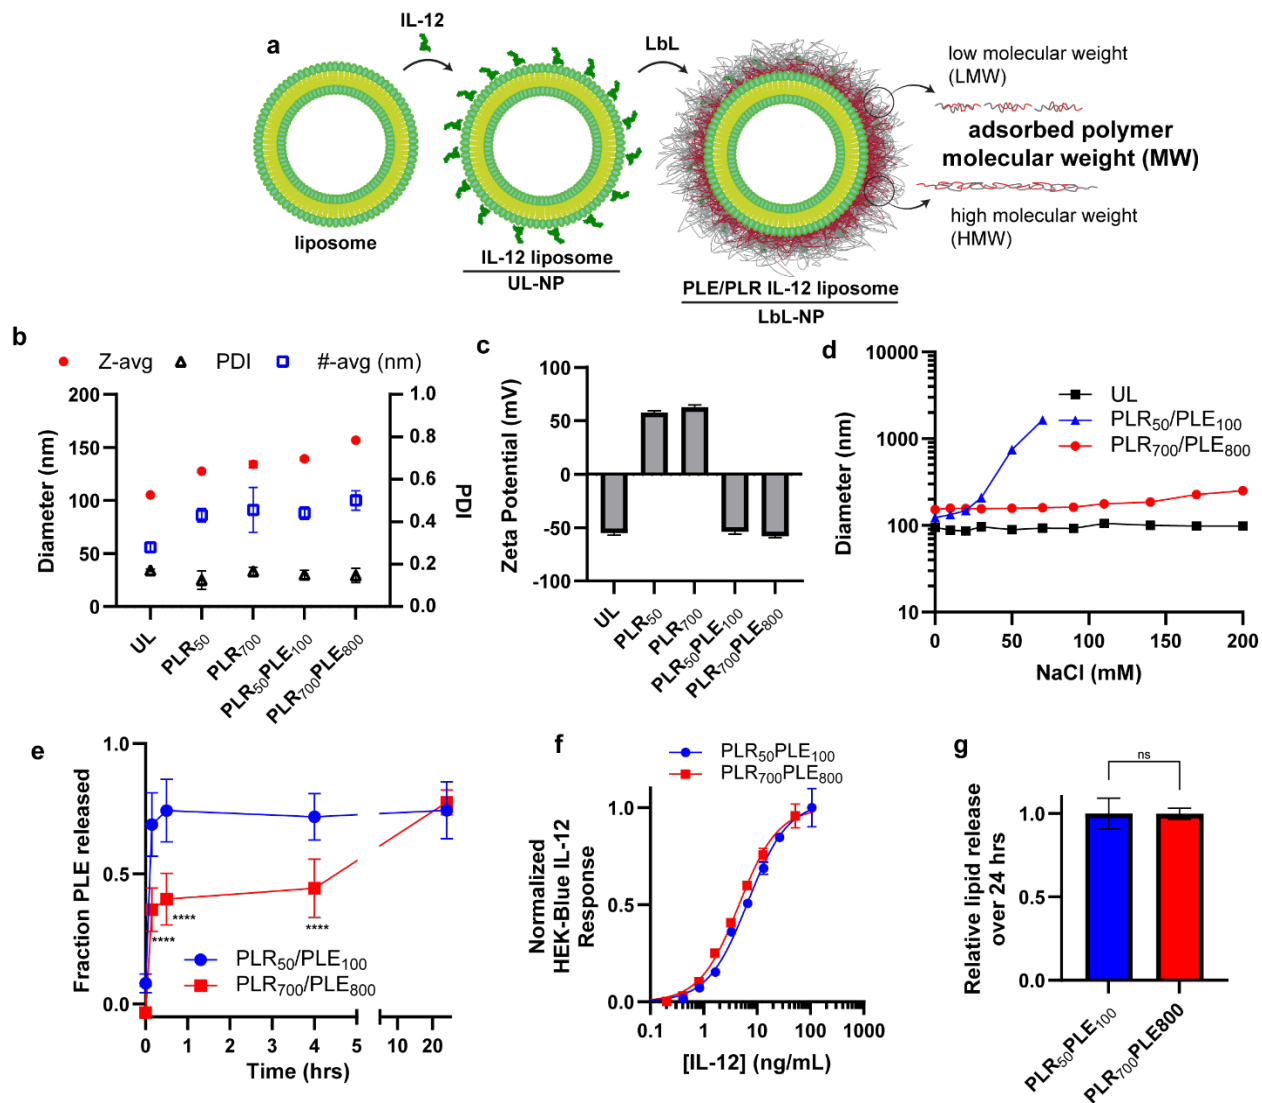 a
IL-12
LbL
liposome
IL-12 liposome
UL-NP
PLE/PLR IL-12 liposome
LbL-NP
low molecular weight
(LMW)
adsorbed polymer
molecular weight (MW)
high molecular weight
(HMW)
b
Z-avg
PDI
#-avg (nm)
Diameter (nm)
200
150
100
50
0
1.0
0.8
0.6
0.4
0.2
0.0
PDI
UL
PLR50
PLR700
PLR50PLE100
PLR700PLE800
c
Zeta Potential (mV)
100
50
0
-50
-100
UL
PLR50
PLR700
PLR50PLE100
PLR700PLE800
d
Diameter (nm)
10000
1000
100
10
UL
PLR50/PLE100
PLR700/PLE800
0
50
100
150
200
NaCl (mM)
e
Fraction PLE released
1.0
0.5
0.0
****
****
****
PLR50/PLE100
PLR700/PLE800
0
1
2
3
4
5
10
20
Time (hrs)
f
PLR50PLE100
PLR700PLE800
Normalized
HEK-Blue IL-12
Response
1.0
0.5
0.0
0.1
1
10
100
1000
[IL-12] (ng/mL)
g
ns
Relative lipid release
over 24 hrs
1.0
0.5
0.0
PLR50PLE100
PLR700PLE800